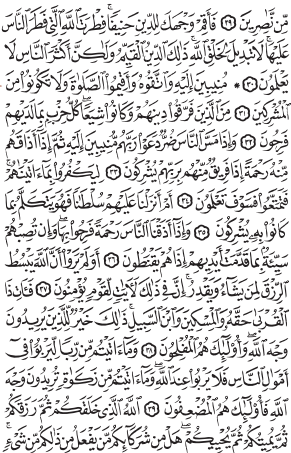 مِّن نَّٰصِرِينَ ۝٢٩ فَأَقِمْ وَجْهَكَ لِلدِّينِ حَنِيفًا ۚ فِطْرَتَ ٱللَّهِ ٱلَّتِي فَطَرَ ٱلنَّاسَ
عَلَيْهَا ۚ لَا تَبْدِيلَ لِخَلْقِ ٱللَّهِ ۚ ذَٰلِكَ ٱلدِّينُ ٱلْقَيِّمُ وَلَٰكِنَّ أَكْثَرَ ٱلنَّاسِ لَا
يَعْلَمُونَ ۝٣٠ ۞ مُنِيبِينَ إِلَيْهِ وَٱتَّقُوهُ وَأَقِيمُوا۟ ٱلصَّلَوٰةَ وَلَا تَكُونُوا۟ مِنَ
ٱلْمُشْرِكِينَ ۝٣١ مِنَ ٱلَّذِينَ فَرَّقُوا۟ دِينَهُمْ وَكَانُوا۟ شِيَعًا ۖ كُلُّ حِزْبٍۭ بِمَا لَدَيْهِمْ
فَرِحُونَ ۝٣٢ وَإِذَا مَسَّ ٱلنَّاسَ ضُرٌّ دَعَوْا۟ رَبَّهُم مُّنِيبِينَ إِلَيْهِ ثُمَّ إِذَآ أَذَاقَهُم
مِّنْهُ رَحْمَةً إِذَا فَرِيقٌ مِّنْهُم بِرَبِّهِمْ يُشْرِكُونَ ۝٣٣ لِيَكْفُرُوا۟ بِمَآ ءَاتَيْنَٰهُمْ ۚ
فَتَمَتَّعُوا۟ فَسَوْفَ تَعْلَمُونَ ۝٣٤ أَمْ أَنزَلْنَا عَلَيْهِمْ سُلْطَٰنًا فَهُوَ يَتَكَلَّمُ بِمَا
كَانُوا۟ بِهِۦ يُشْرِكُونَ ۝٣٥ وَإِذَآ أَذَقْنَا ٱلنَّاسَ رَحْمَةً فَرِحُوا۟ بِهَا ۖ وَإِن تُصِبْهُمْ
سَيِّئَةٌۢ بِمَا قَدَّمَتْ أَيْدِيهِمْ إِذَا هُمْ يَقْنَطُونَ ۝٣٦ أَوَلَمْ يَرَوْا۟ أَنَّ ٱللَّهَ يَبْسُطُ
ٱلرِّزْقَ لِمَن يَشَآءُ وَيَقْدِرُ ۚ إِنَّ فِي ذَٰلِكَ لَءَايَٰتٍ لِّقَوْمٍ يُؤْمِنُونَ ۝٣٧ فَـَٔاتِ ذَا
ٱلْقُرْبَىٰ حَقَّهُۥ وَٱلْمِسْكِينَ وَٱبْنَ ٱلسَّبِيلِ ۚ ذَٰلِكَ خَيْرٌ لِّلَّذِينَ يُرِيدُونَ
وَجْهَ ٱللَّهِ ۖ وَأُو۟لَٰٓئِكَ هُمُ ٱلْمُفْلِحُونَ ۝٣٨ وَمَآ ءَاتَيْتُم مِّن رِّبًا لِّيَرْبُوَا۟ فِيٓ
أَمْوَٰلِ ٱلنَّاسِ فَلَا يَرْبُوا۟ عِندَ ٱللَّهِ ۖ وَمَآ ءَاتَيْتُم مِّن زَكَوٰةٍ تُرِيدُونَ وَجْهَ
ٱللَّهِ فَأُو۟لَٰٓئِكَ هُمُ ٱلْمُضْعِفُونَ ۝٣٩ ٱللَّهُ ٱلَّذِي خَلَقَكُمْ ثُمَّ رَزَقَكُمْ
ثُمَّ يُمِيتُكُمْ ثُمَّ يُحْيِيكُمْ ۖ هَلْ مِن شُرَكَآئِكُم مَّن يَفْعَلُ مِن ذَٰلِكُم مِّن شَيْءٍ ۚ